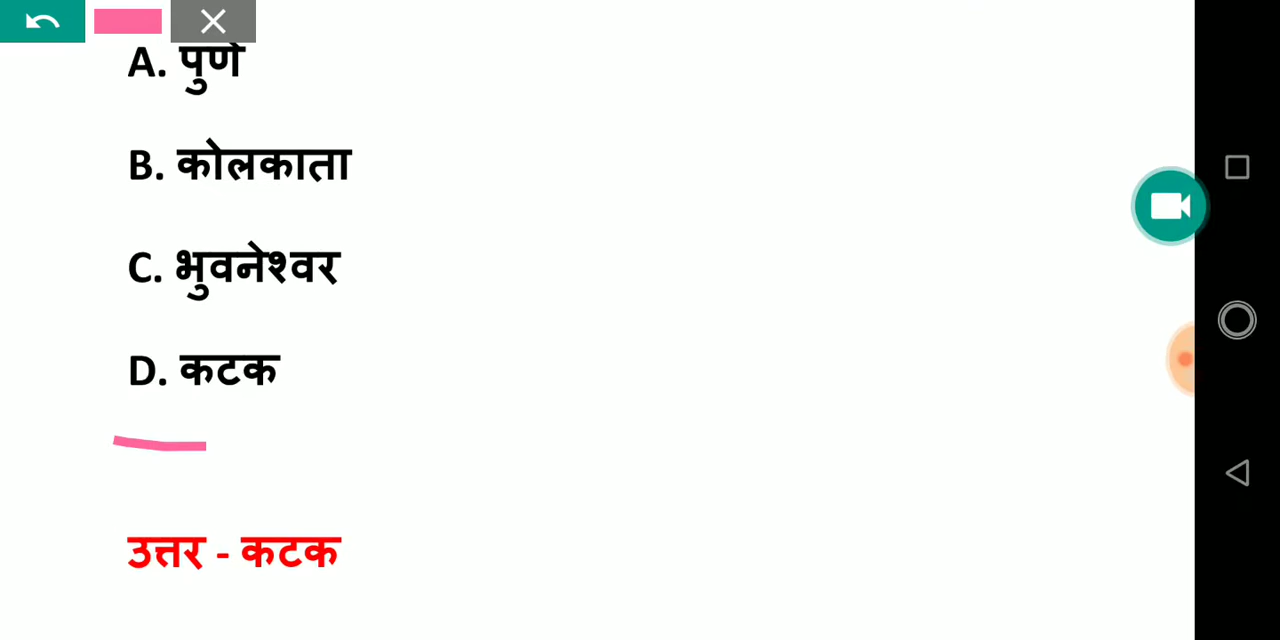 A. पुणे
B. कोलकाता
C. भुवनेश्वर
D. कटक
उत्तर - कटक